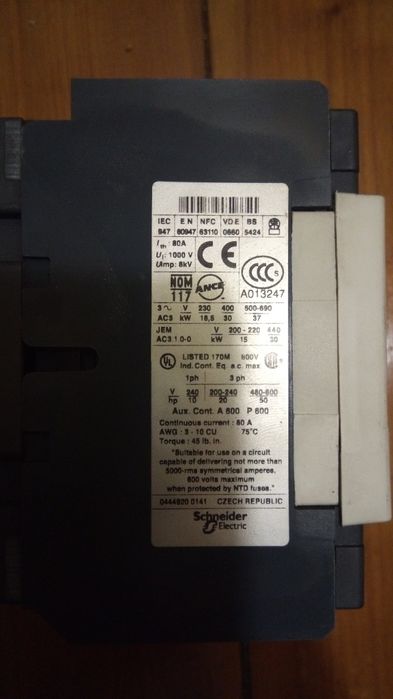 IEC EN NFC VDE BS
947 60947 63110 0660 5424
Ith : 80A
Ui : 1000 V
Uimp : 8kV
CE
NOM
117
ANCE
CCC S
A013247
3~ V 230 400 500-690
AC3 kW 18,5 30 37
JEM V 200 - 220 440
AC3 1.0-0 kW 15 30
UL LISTED 170M 600V
Ind. Cont. Eq. a.c. max
1ph 3 ph
V 240 200-240 480-600
hp 10 20 50
Aux. Cont. A 600 P 600
Continuous current : 80 A
AWG : 3 - 10 CU 75°C
Torque : 45 lb. in.
"Suitable for use on a circuit
capable of delivering not more than
5000-rms symmetrical amperes,
600 volts maximum
when protected by NTD fuses."
0444920 0141 CZECH REPUBLIC
Schneider
Electric